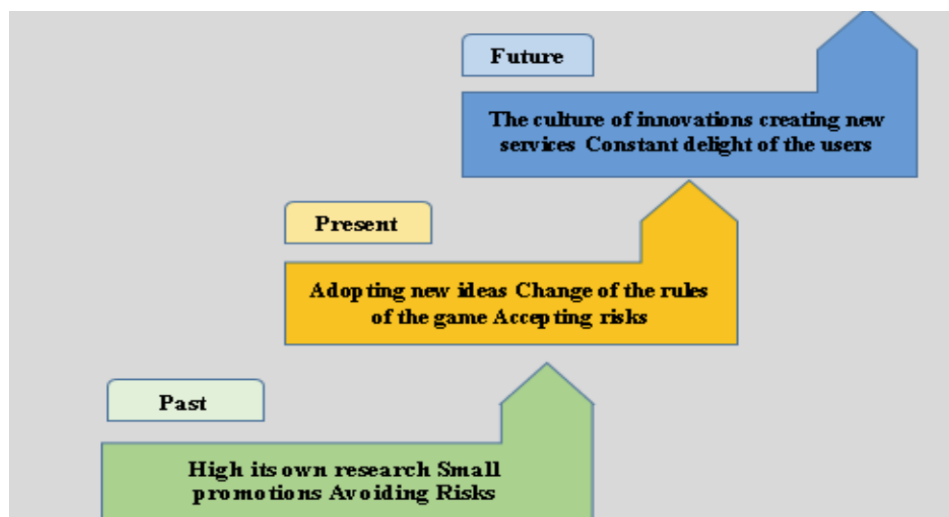 Future
The culture of innovations creating new
services Constant delight of the users
Present
Adopting new ideas Change of the rules
of the game Accepting risks
Past
High its own research Small
promotions Avoiding Risks